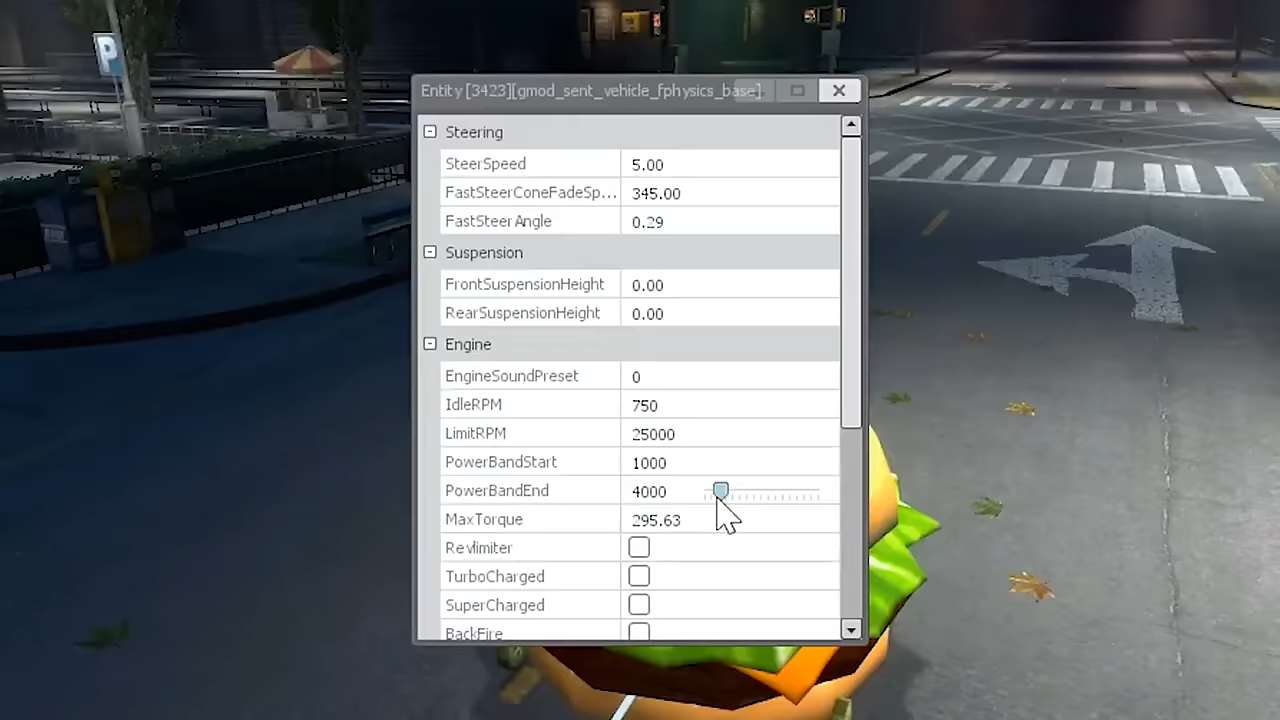 P
Entity [3423][gmod_sent_vehicle_fphysics_base]
Steering
SteerSpeed 5.00
FastSteerConeFadeSp... 345.00
FastSteerAngle 0.29
Suspension
FrontSuspensionHeight 0.00
RearSuspensionHeight 0.00
Engine
EngineSoundPreset 0
IdleRPM 750
LimitRPM 25000
PowerBandStart 1000
PowerBandEnd 4000
MaxTorque 295.63
Revlimiter
TurboCharged
SuperCharged
BackFire